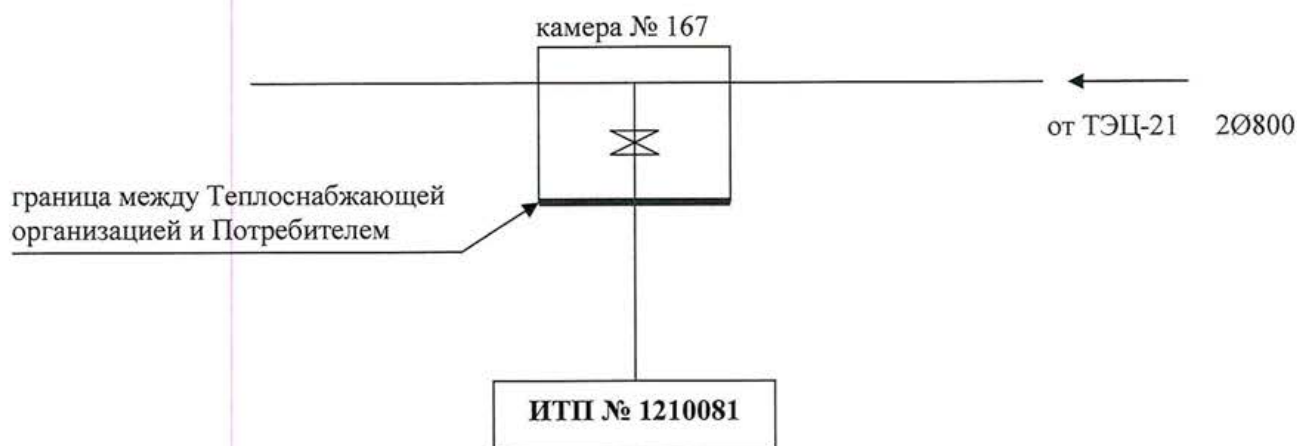 камера № 167
от ТЭЦ-21 2Ø800
граница между Теплоснабжающей
организацией и Потребителем
ИТП № 1210081